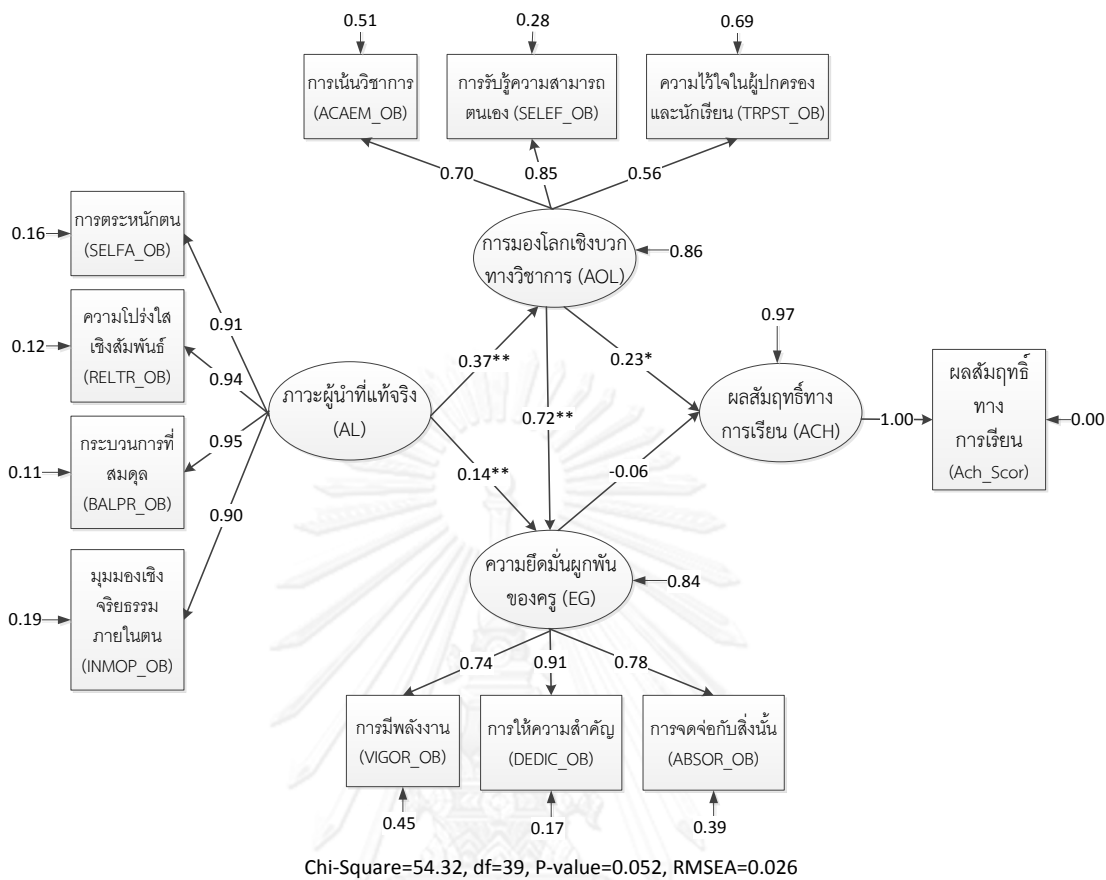 0.51
0.28
0.69
การเน้นวิชาการ
(ACAEM_OB)
การรับรู้ความสามารถ
ตนเอง (SELEF_OB)
ความไว้ใจในผู้ปกครอง
และนักเรียน (TRPST_OB)
0.70
0.85
0.56
0.16
การตระหนักตน
(SELFA_OB)
การมองโลกเชิงบวก
ทางวิชาการ (AOL)
0.86
0.12
ความโปร่งใส
เชิงสัมพันธ์
(RELTR_OB)
0.91
0.94
0.95
0.90
0.37**
0.23*
0.97
ภาวะผู้นำที่แท้จริง
(AL)
0.72**
ผลสัมฤทธิ์ทาง
การเรียน (ACH)
1.00
ผลสัมฤทธิ์
ทาง
การเรียน
(Ach_Scor)
0.00
0.11
กระบวนการที่
สมดุล
(BALPR_OB)
0.14**
-0.06
0.19
มุมมองเชิง
จริยธรรม
ภายในตน
(INMOP_OB)
ความยึดมั่นผูกพัน
ของครู (EG)
0.84
0.74
0.91
0.78
การมีพลังงาน
(VIGOR_OB)
การให้ความสำคัญ
(DEDIC_OB)
การจดจ่อกับสิ่งนั้น
(ABSOR_OB)
0.45
0.17
0.39
Chi-Square=54.32, df=39, P-value=0.052, RMSEA=0.026